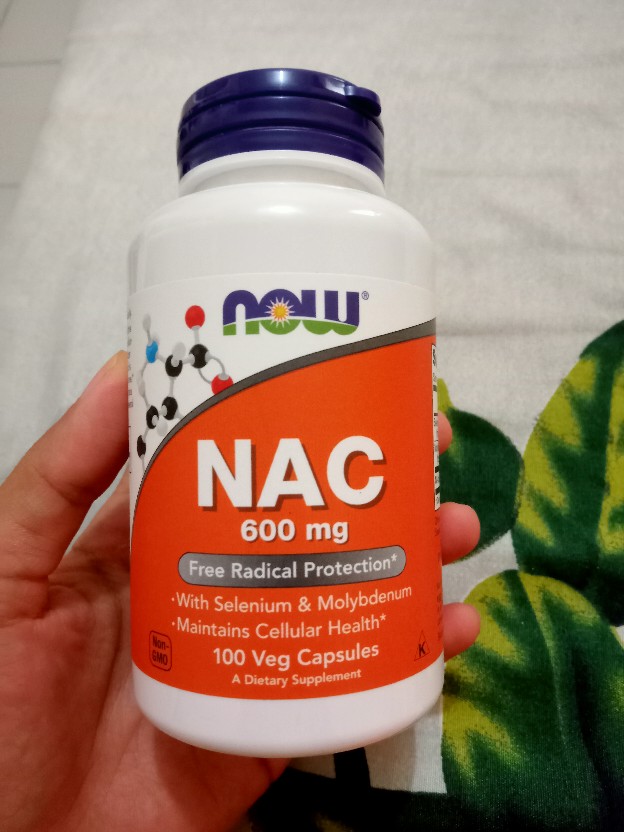 now®
NAC
600 mg
Free Radical Protection*
•With Selenium & Molybdenum
•Maintains Cellular Health*
Non-
GMO
100 Veg Capsules
K
A Dietary Supplement